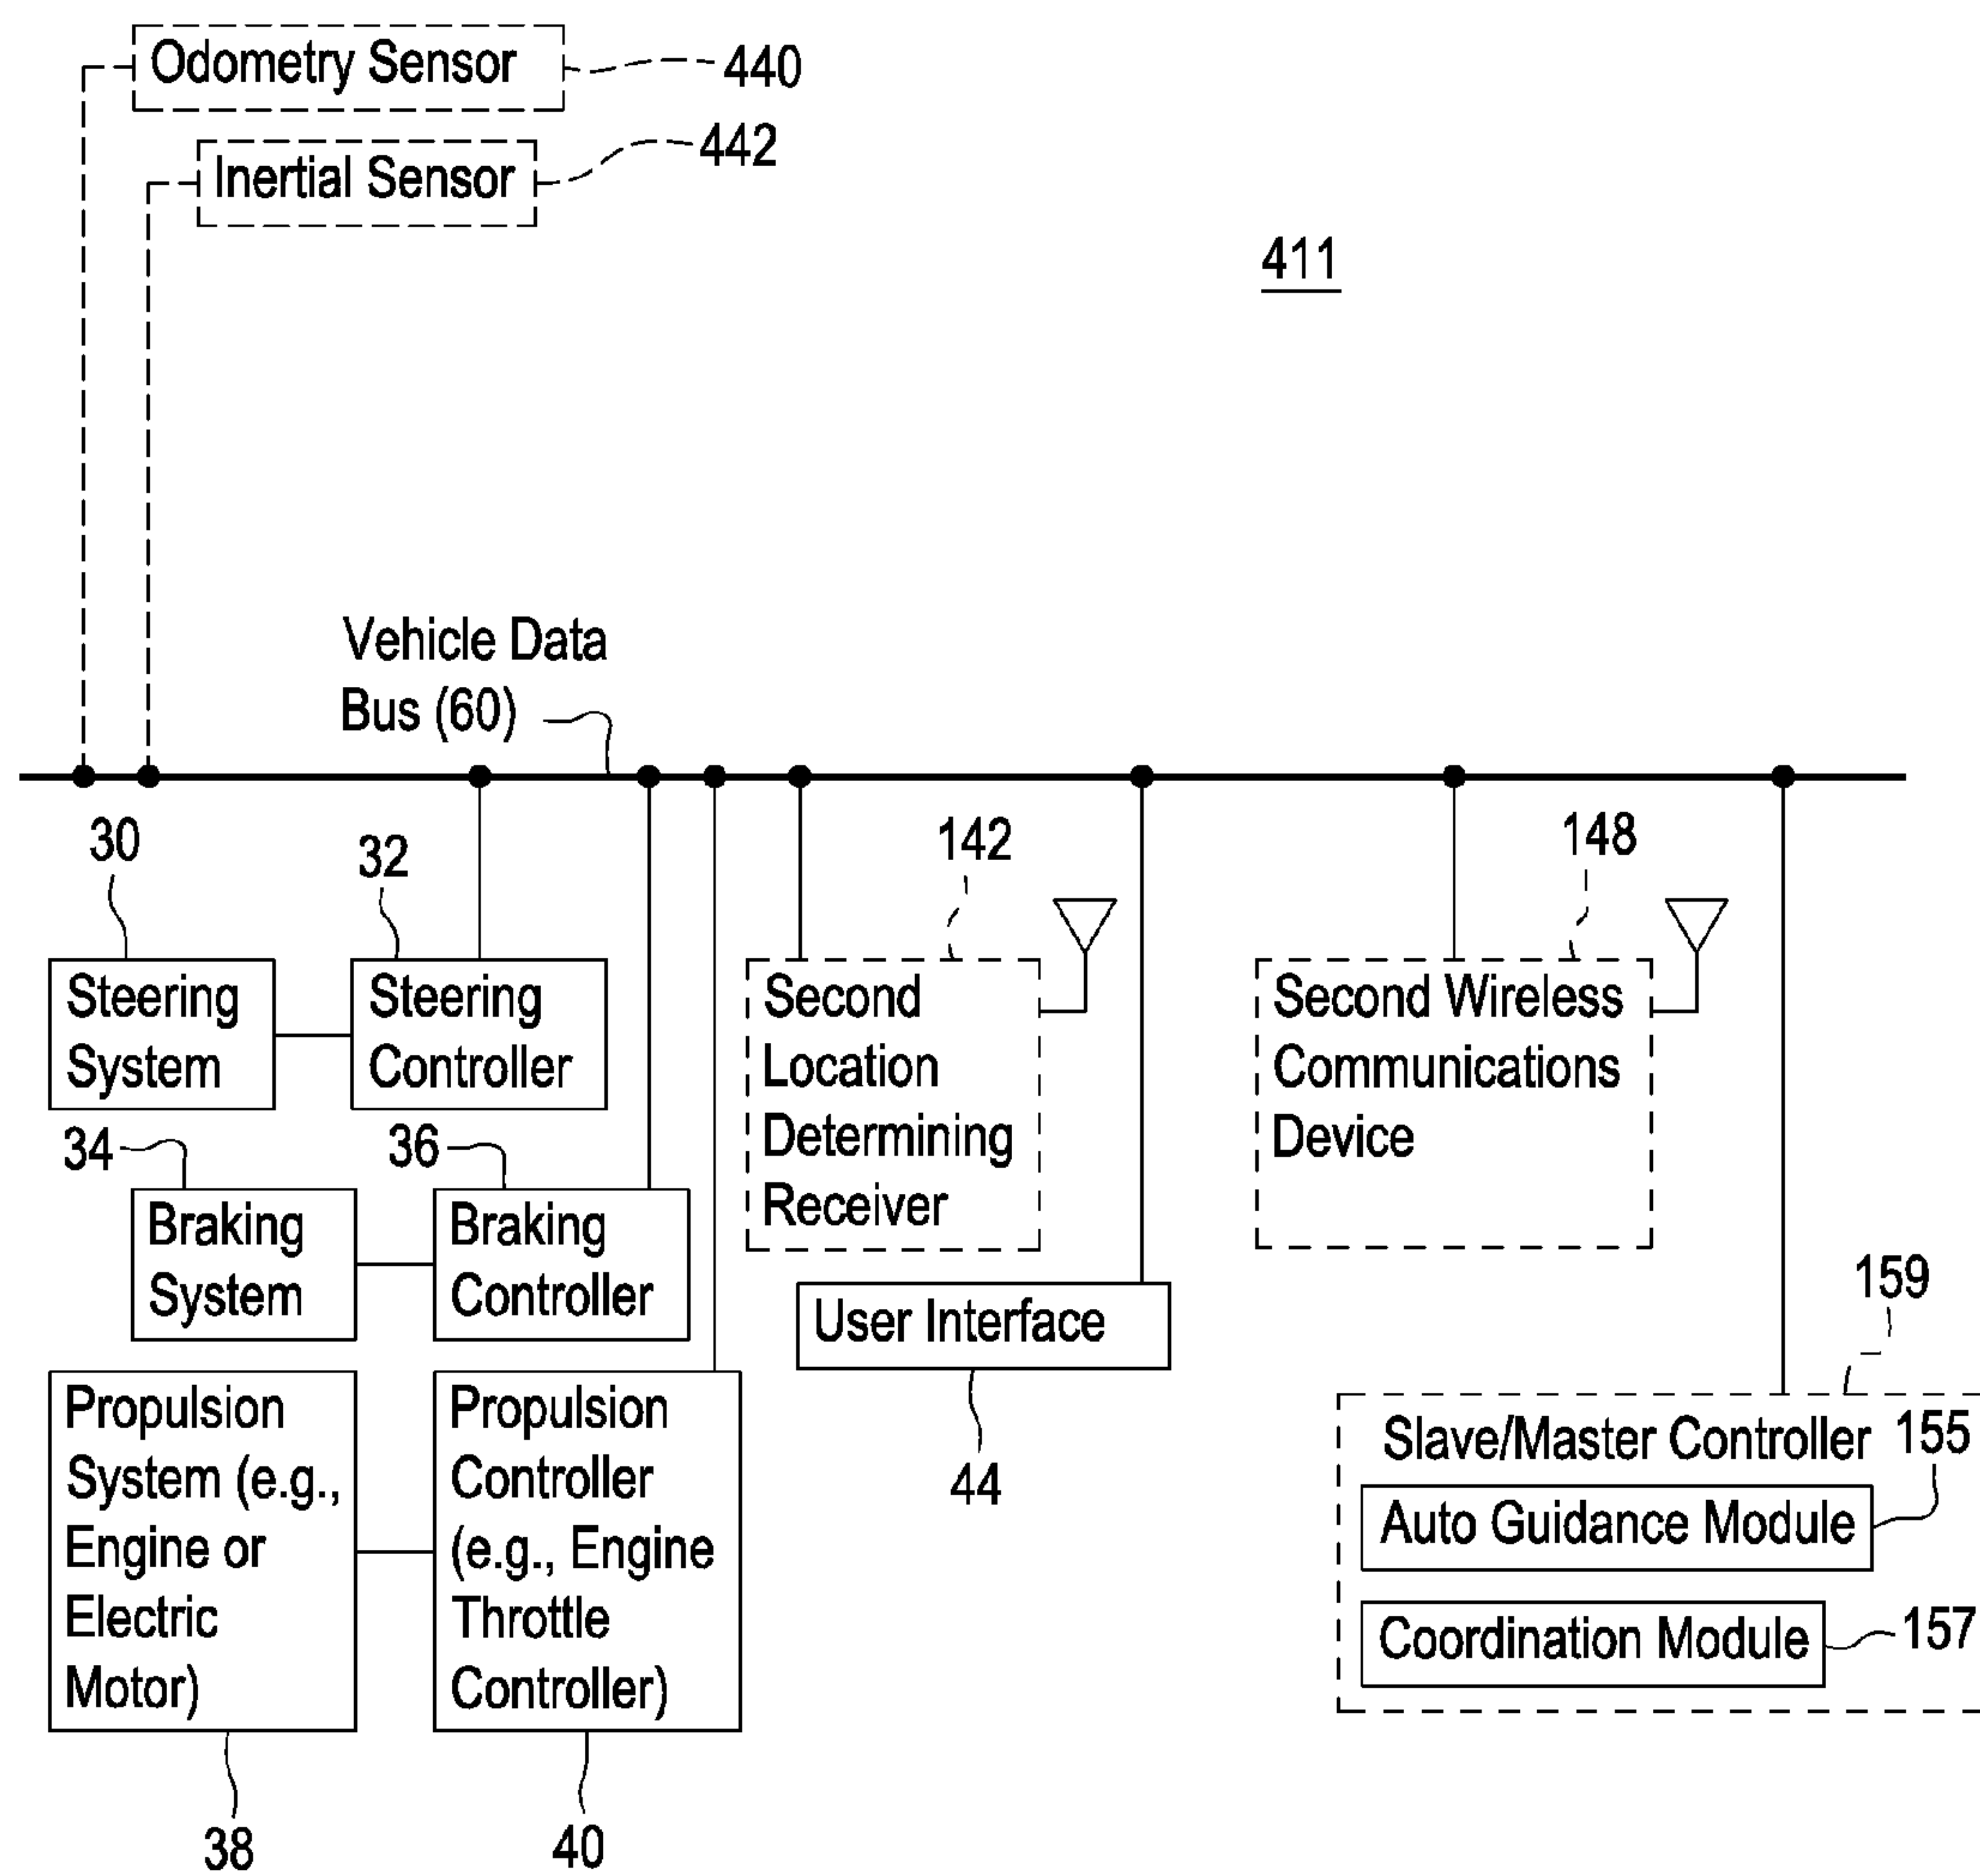 Odometry Sensor
440
Inertial Sensor
442
411
Vehicle Data
Bus (60)
30
32
142
148
Steering
System
Steering
Controller
Second
Location
Determining
Receiver
Second Wireless
Communications
Device
34
36
Braking
System
Braking
Controller
User Interface
44
159
Propulsion
System (e.g.,
Engine or
Electric
Motor)
Propulsion
Controller
(e.g., Engine
Throttle
Controller)
Slave/Master Controller
155
Auto Guidance Module
Coordination Module
157
38
40